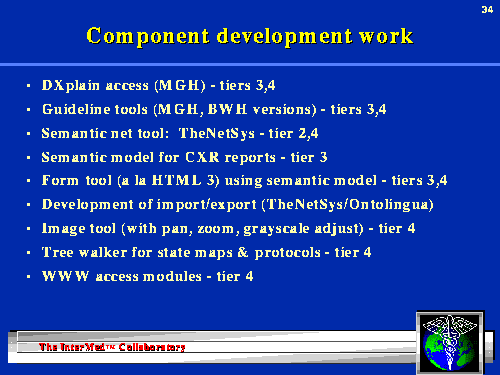 34
Component development work
• DXplain access (MGH) - tiers 3,4
• Guideline tools (MGH, BWH versions) - tiers 3,4
• Semantic net tool:  TheNetSys - tier 2,4
• Semantic model for CXR reports - tier 3
• Form tool (a la HTML 3) using semantic model - tiers 3,4
• Development of import/export (TheNetSys/Ontolingua)
• Image tool (with pan, zoom, grayscale adjust) - tier 4
• Tree walker for state maps & protocols - tier 4
• WWW access modules - tier 4
The InterMed™ Collaboratory